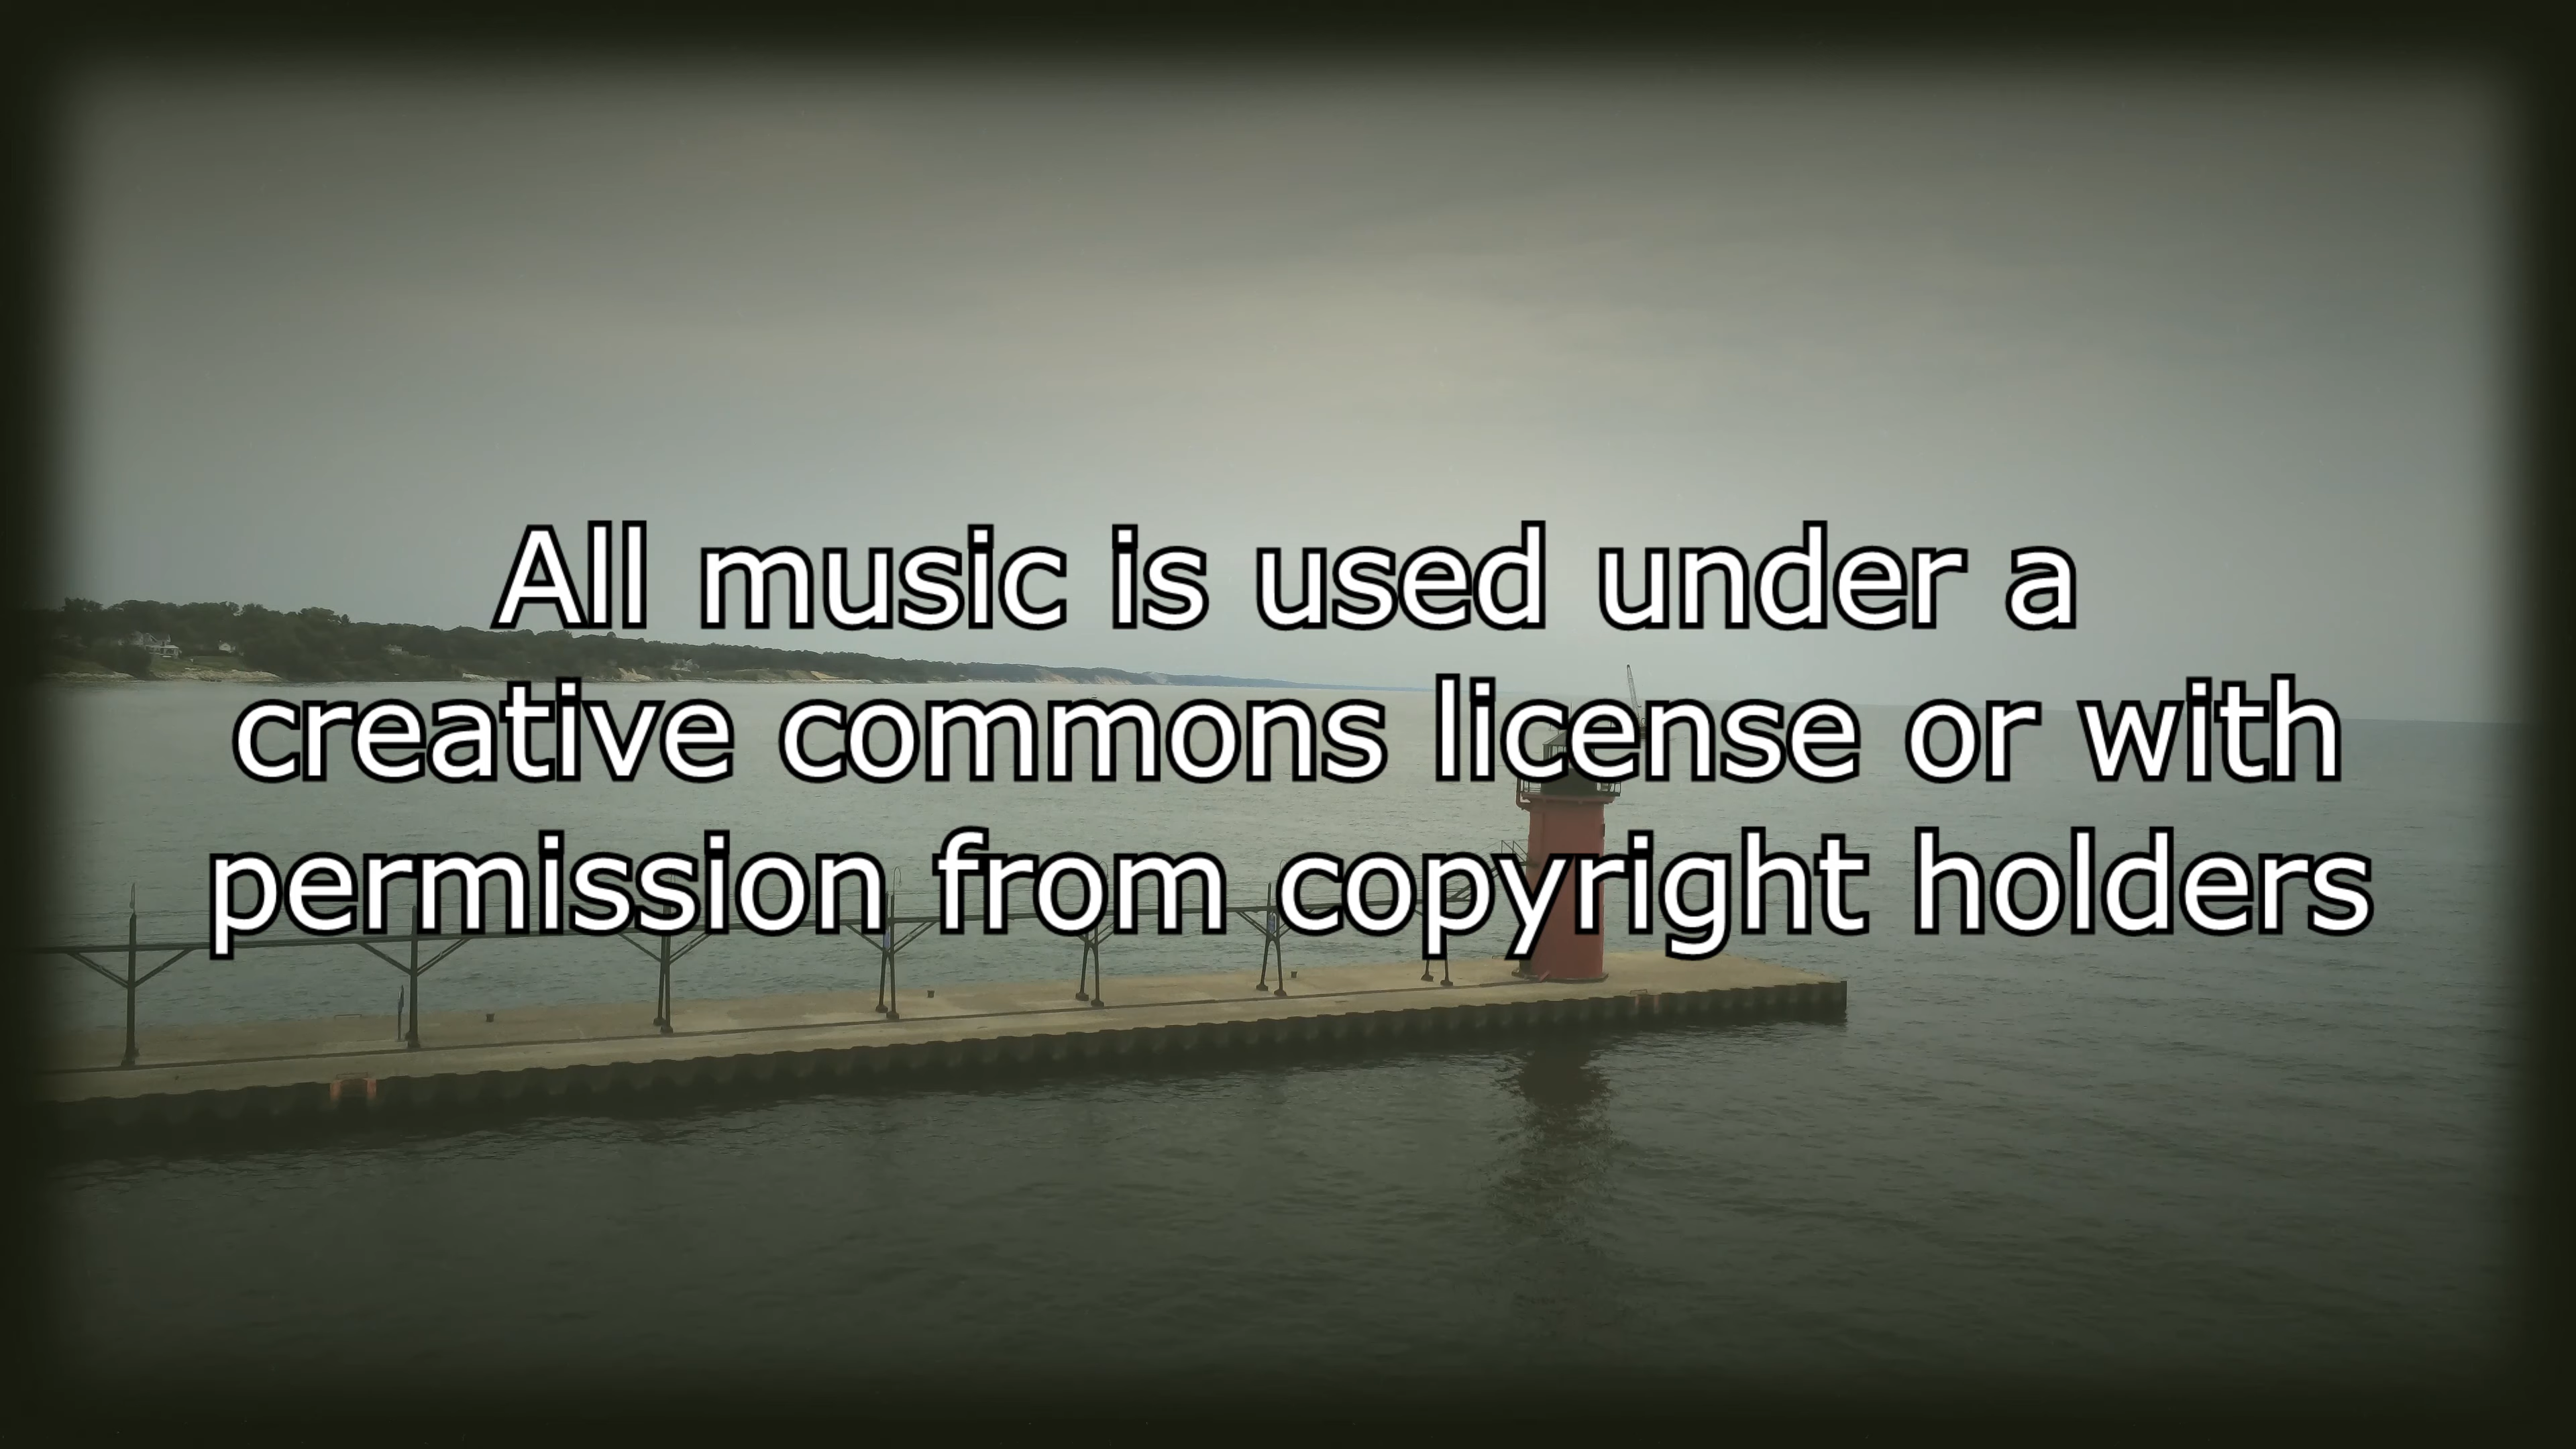 All music is used under a
creative commons license or with
permission from copyright holders